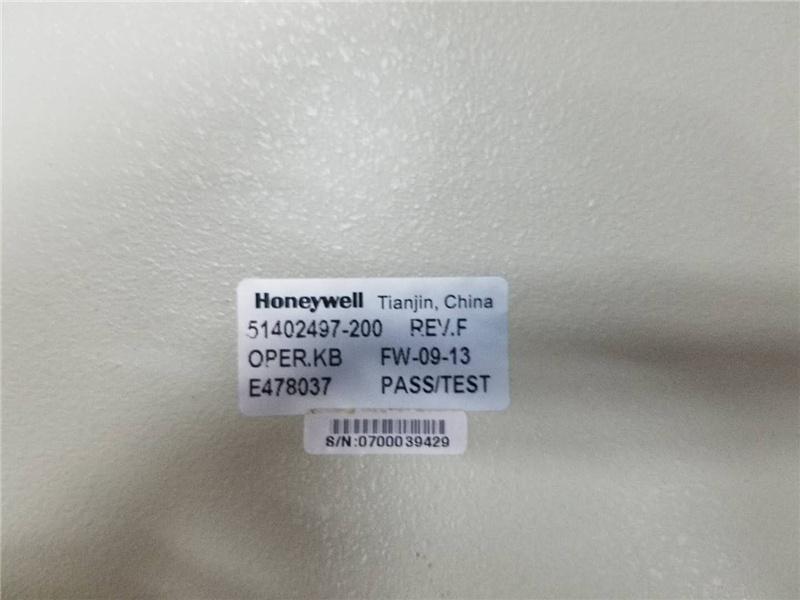 Honeywell Tianjin, China
51402497-200 REV.F
OPER.KB FW-09-13
E478037 PASS/TEST
S/N:0700039429